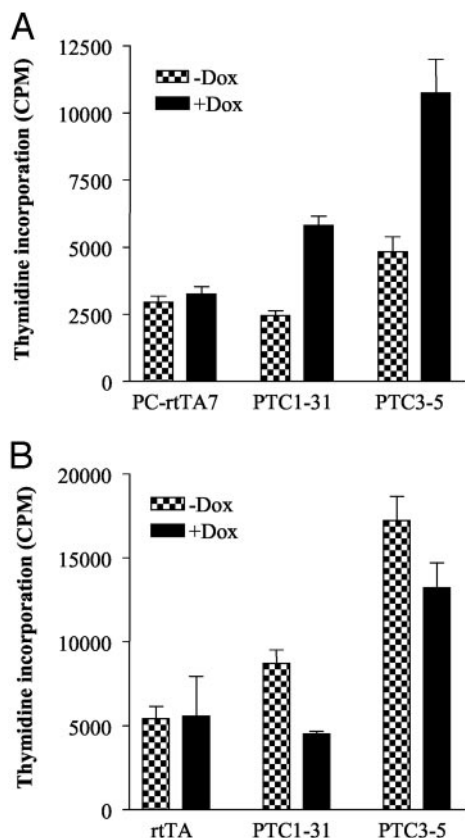 A
Thymidine incorporation (CPM)
12500
10000
7500
5000
2500
0
-Dox
+Dox
PC-rtTA7 PTC1-31 PTC3-5
B
Thymidine incorporation (CPM)
20000
15000
10000
5000
0
-Dox
+Dox
rtTA PTC1-31 PTC3-5